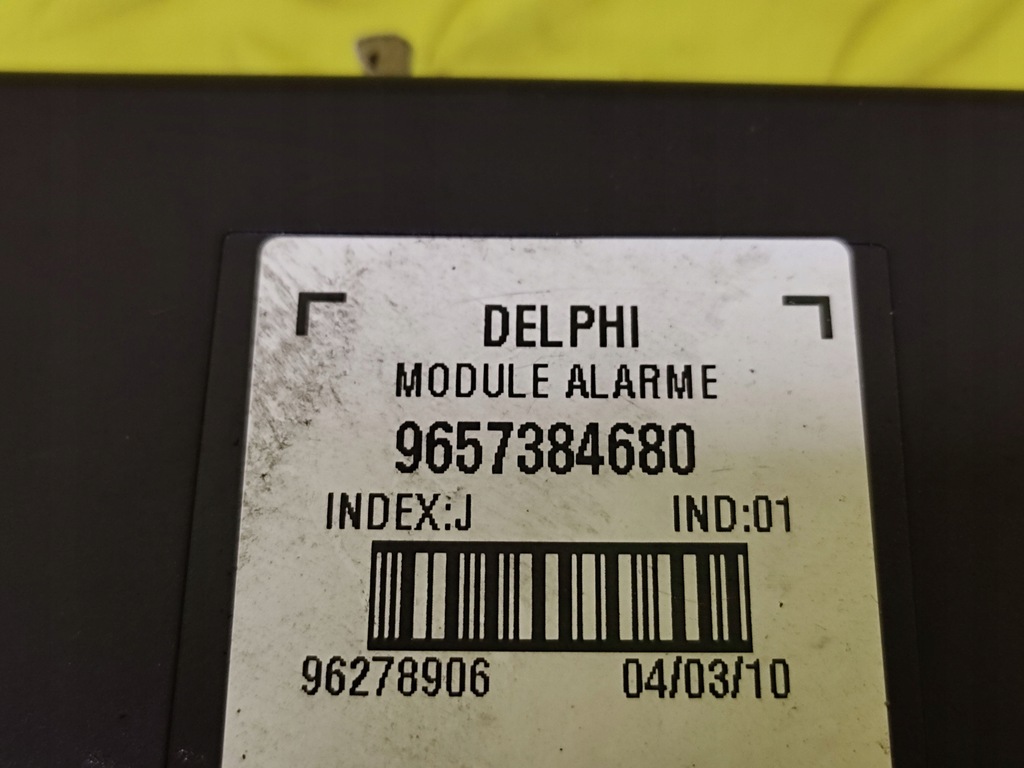 DELPHI
MODULE ALARME
9657384680
INDEX:J IND:01
96278906 04/03/10